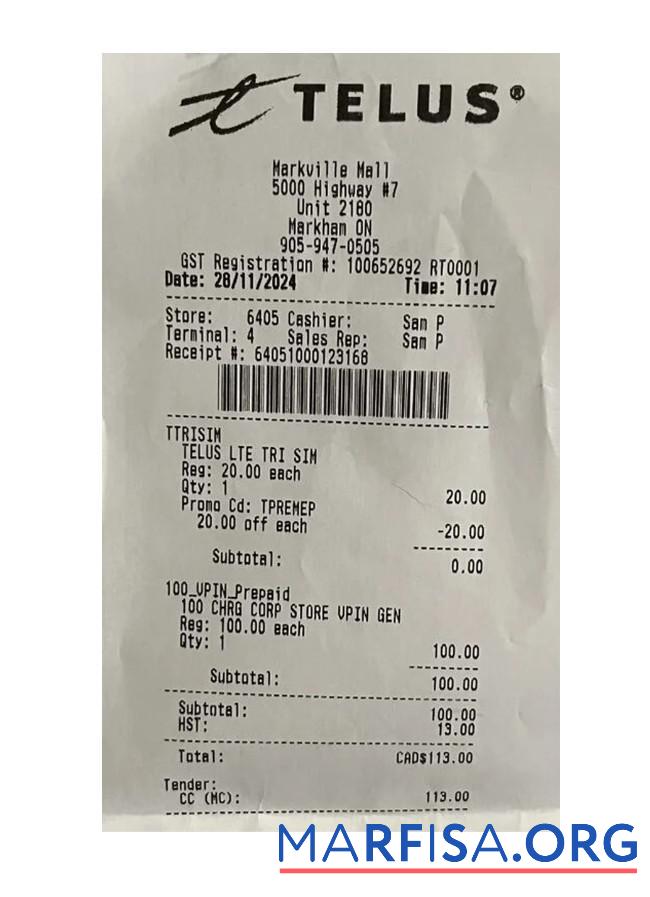 TELUS®
Markville Mall
5000 Highway #7
Unit 2180
Markham ON
905-947-0505
GST Registration #: 100652692 RT0001
Date: 28/11/2024 Time: 11:07
Store: 6405 Cashier: Sam P
Terminal: 4 Sales Rep: Sam P
Receipt #: 64051000123168
TTRISIM
TELUS LTE TRI SIM
Reg: 20.00 each
Qty: 1 20.00
Promo Cd: TPREMEP
20.00 off each -20.00
Subtotal: 0.00
100_VPIN_Prepaid
100 CHRG CORP STORE VPIN GEN
Reg: 100.00 each
Qty: 1 100.00
Subtotal: 100.00
Subtotal: 100.00
HST: 13.00
Total: CAD$113.00
Tender:
CC (MC): 113.00
MARFISA.ORG